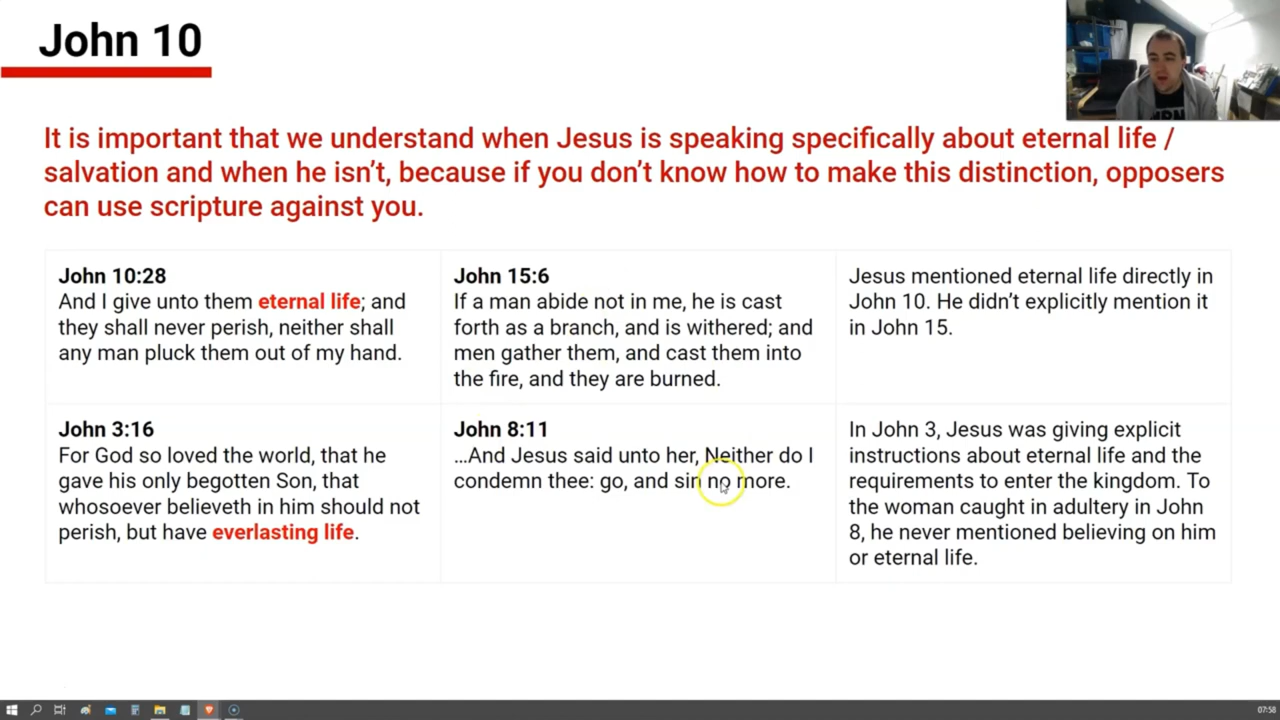 John 10
It is important that we understand when Jesus is speaking specifically about eternal life /
salvation and when he isn't, because if you don't know how to make this distinction, opposers
can use scripture against you.
John 10:28
And I give unto them eternal life; and
they shall never perish, neither shall
any man pluck them out of my hand.
John 15:6
If a man abide not in me, he is cast
forth as a branch, and is withered; and
men gather them, and cast them into
the fire, and they are burned.
Jesus mentioned eternal life directly in
John 10. He didn't explicitly mention it
in John 15.
John 3:16
For God so loved the world, that he
gave his only begotten Son, that
whosoever believeth in him should not
perish, but have everlasting life.
John 8:11
…And Jesus said unto her, Neither do I
condemn thee: go, and sin no more.
In John 3, Jesus was giving explicit
instructions about eternal life and the
requirements to enter the kingdom. To
the woman caught in adultery in John
8, he never mentioned believing on him
or eternal life.
07:58